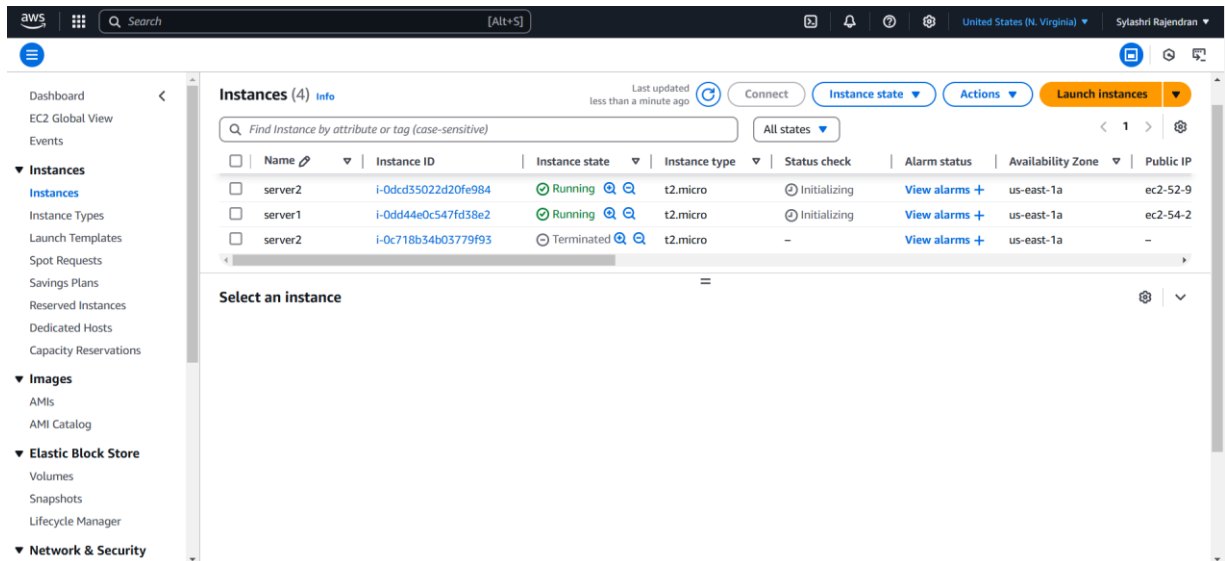 aws Search [Alt+S] United States (N. Virginia) Sylashri Rajendran
Dashboard
EC2 Global View
Events
Instances
Instances
Instance Types
Launch Templates
Spot Requests
Savings Plans
Reserved Instances
Dedicated Hosts
Capacity Reservations
Images
AMIs
AMI Catalog
Elastic Block Store
Volumes
Snapshots
Lifecycle Manager
Network & Security
Instances (4) Info
Last updated
less than a minute ago
Connect Instance state Actions Launch instances
Find Instance by attribute or tag (case-sensitive) All states 1
Name Instance ID Instance state Instance type Status check Alarm status Availability Zone Public IP
server2 i-0dcd35022d20fe984 Running t2.micro Initializing View alarms + us-east-1a ec2-52-9
server1 i-0dd44e0c547fd38e2 Running t2.micro Initializing View alarms + us-east-1a ec2-54-2
server2 i-0c718b34b03779f93 Terminated t2.micro – View alarms + us-east-1a –
Select an instance